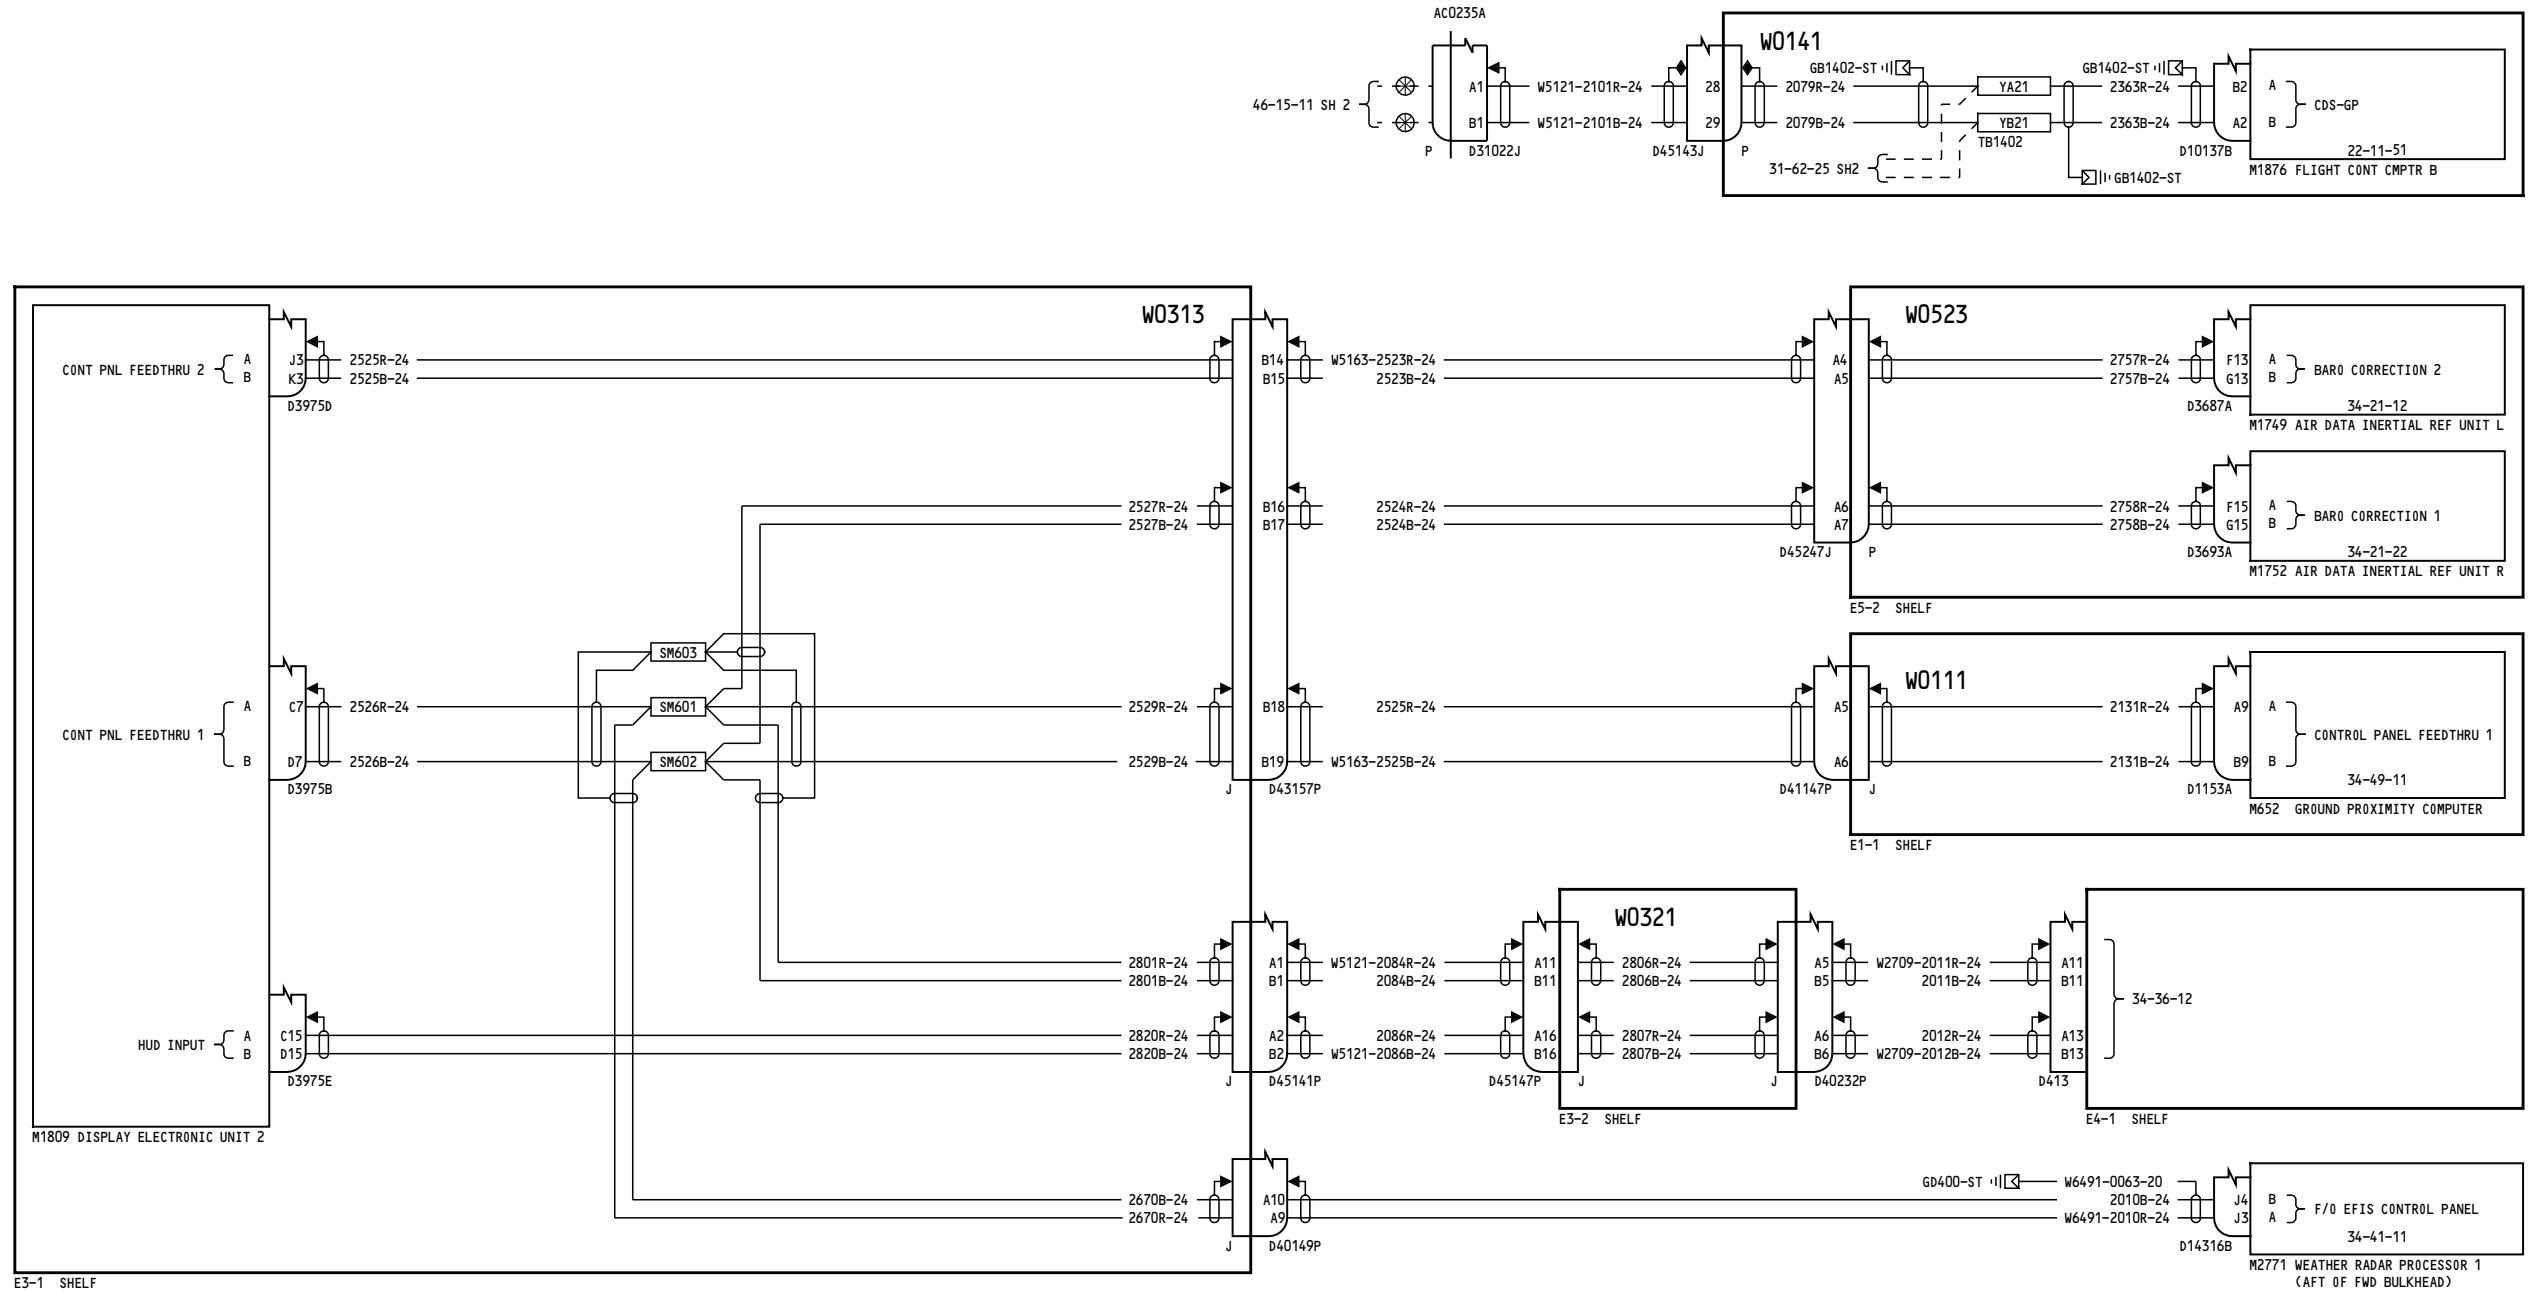 AC0235A
W0141
46-15-11 SH 2
A1 W5121-2101R-24 28 2079R-24 GB1402-ST YA21 GB1402-ST 2363R-24 B2 A
CDS-GP
B1 W5121-2101B-24 29 2079B-24 YB21 2363B-24 A2 B
P D31022J D45143J P TB1402 D10137B 22-11-51
31-62-25 SH2 GB1402-ST M1876 FLIGHT CONT CMPTR B
W0313 W0523
CONT PNL FEEDTHRU 2
A J3 2525R-24 B14 W5163-2523R-24 A4 2757R-24 F13 A
B K3 2525B-24 B15 2523B-24 A5 2757B-24 G13 B
BARO CORRECTION 2
D3975D D3687A 34-21-12
M1749 AIR DATA INERTIAL REF UNIT L
2527R-24 B16 2524R-24 A6 2758R-24 F15 A
2527B-24 B17 2524B-24 A7 2758B-24 G15 B
BARO CORRECTION 1
D45247J P D3693A 34-21-22
M1752 AIR DATA INERTIAL REF UNIT R
E5-2 SHELF
SM603
W0111
A C7 2526R-24 SM601 2529R-24 B18 2525R-24 A5 2131R-24 A9 A
CONT PNL FEEDTHRU 1 CONTROL PANEL FEEDTHRU 1
B D7 2526B-24 SM602 2529B-24 B19 W5163-2525B-24 A6 2131B-24 B9 B
34-49-11
D3975B J D43157P D41147P J D1153A
M652 GROUND PROXIMITY COMPUTER
E1-1 SHELF
W0321
2801R-24 A1 W5121-2084R-24 A11 2806R-24 A5 W2709-2011R-24 A11
2801B-24 B1 2084B-24 B11 2806B-24 B5 2011B-24 B11
34-36-12
HUD INPUT
A C15 2820R-24 A2 2086R-24 A16 2807R-24 A6 2012R-24 A13
B D15 2820B-24 B2 W5121-2086B-24 B16 2807B-24 B6 W2709-2012B-24 B13
D3975E J D45141P D45147P J J D40232P D413
E3-2 SHELF E4-1 SHELF
M1809 DISPLAY ELECTRONIC UNIT 2
GD400-ST W6491-0063-20
2670B-24 A10 2010B-24 J4 B
F/O EFIS CONTROL PANEL
2670R-24 A9 W6491-2010R-24 J3 A
34-41-11
J D40149P D14316B
M2771 WEATHER RADAR PROCESSOR 1
(AFT OF FWD BULKHEAD)
E3-1 SHELF